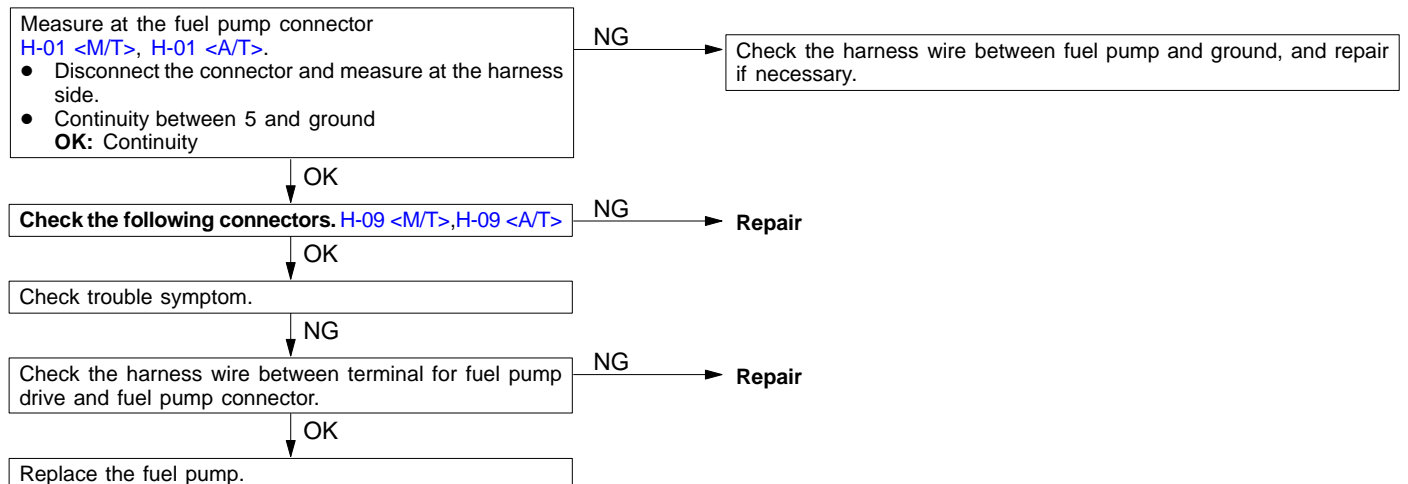 Measure at the fuel pump connector
H-01 <M/T>, H-01 <A/T>.
● Disconnect the connector and measure at the harness
side.
● Continuity between 5 and ground
OK: Continuity
NG
Check the harness wire between fuel pump and ground, and repair
if necessary.
OK
Check the following connectors. H-09 <M/T>,H-09 <A/T>
NG
Repair
OK
Check trouble symptom.
NG
Check the harness wire between terminal for fuel pump
drive and fuel pump connector.
NG
Repair
OK
Replace the fuel pump.